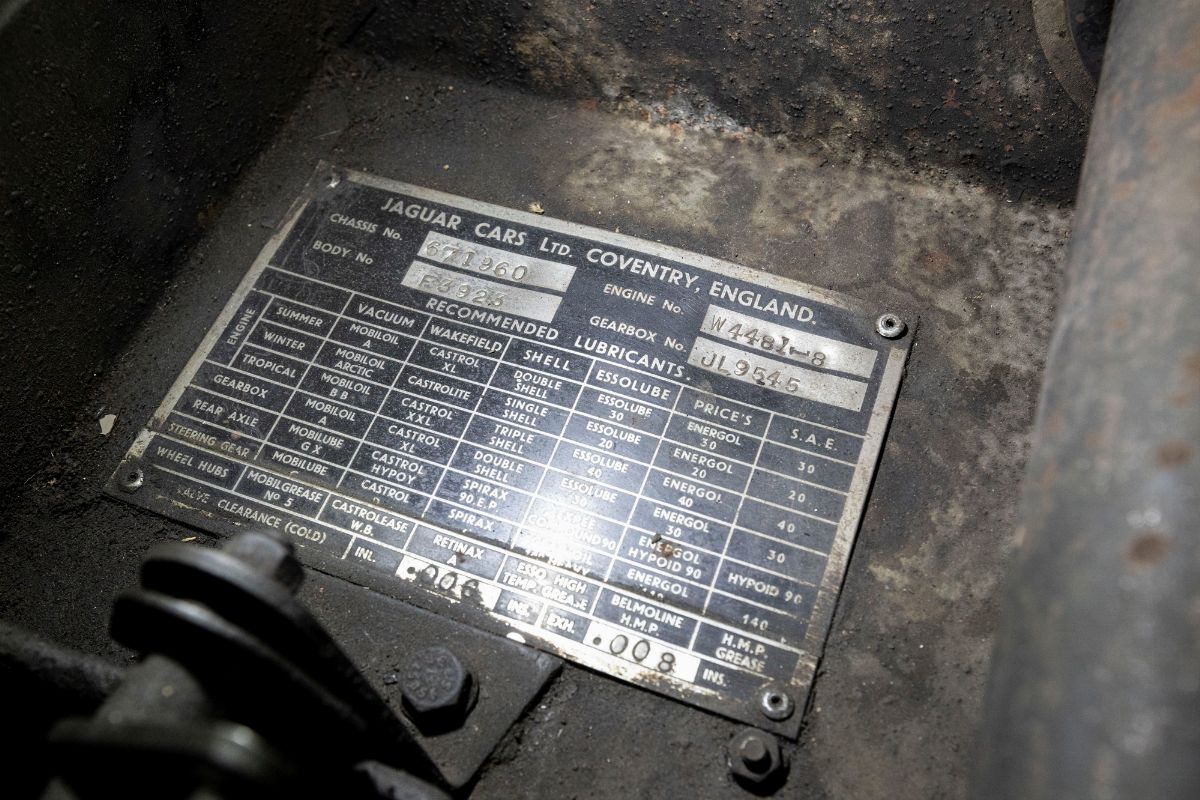 JAGUAR CARS LTD. COVENTRY, ENGLAND.
CHASSIS No. 671960 ENGINE No. W4481-8
BODY No F3923 GEARBOX No. JL9545
RECOMMENDED LUBRICANTS.
VACUUM WAKEFIELD SHELL ESSOLUBE PRICE'S S.A.E.
ENGINE SUMMER MOBILOIL A CASTROL XL DOUBLE SHELL ESSOLUBE 30 ENERGOL 30 30
WINTER MOBILOIL ARCTIC CASTROLITE SINGLE SHELL ESSOLUBE 20 ENERGOL 20 20
TROPICAL MOBILOIL B B CASTROL XXL TRIPLE SHELL ESSOLUBE 40 ENERGOL 40 40
GEARBOX MOBILOIL A CASTROL XL DOUBLE SHELL ESSOLUBE 30 ENERGOL 30 30
REAR AXLE MOBILUBE G X CASTROL HYPOY SPIRAX 90.E.P. ENERGOL HYPOID 90 HYPOID 90
STEERING GEAR MOBILUBE CASTROL SPIRAX HEAVY ENERGOL 140
WHEEL HUBS MOBILGREASE No 5 CASTROLEASE W.B. RETINAX A ESSO HIGH TEMP. GREASE BELMOLINE H.M.P. H.M.P. GREASE
VALVE CLEARANCE (COLD) INL. .006 INS. EXH. .008 INS.